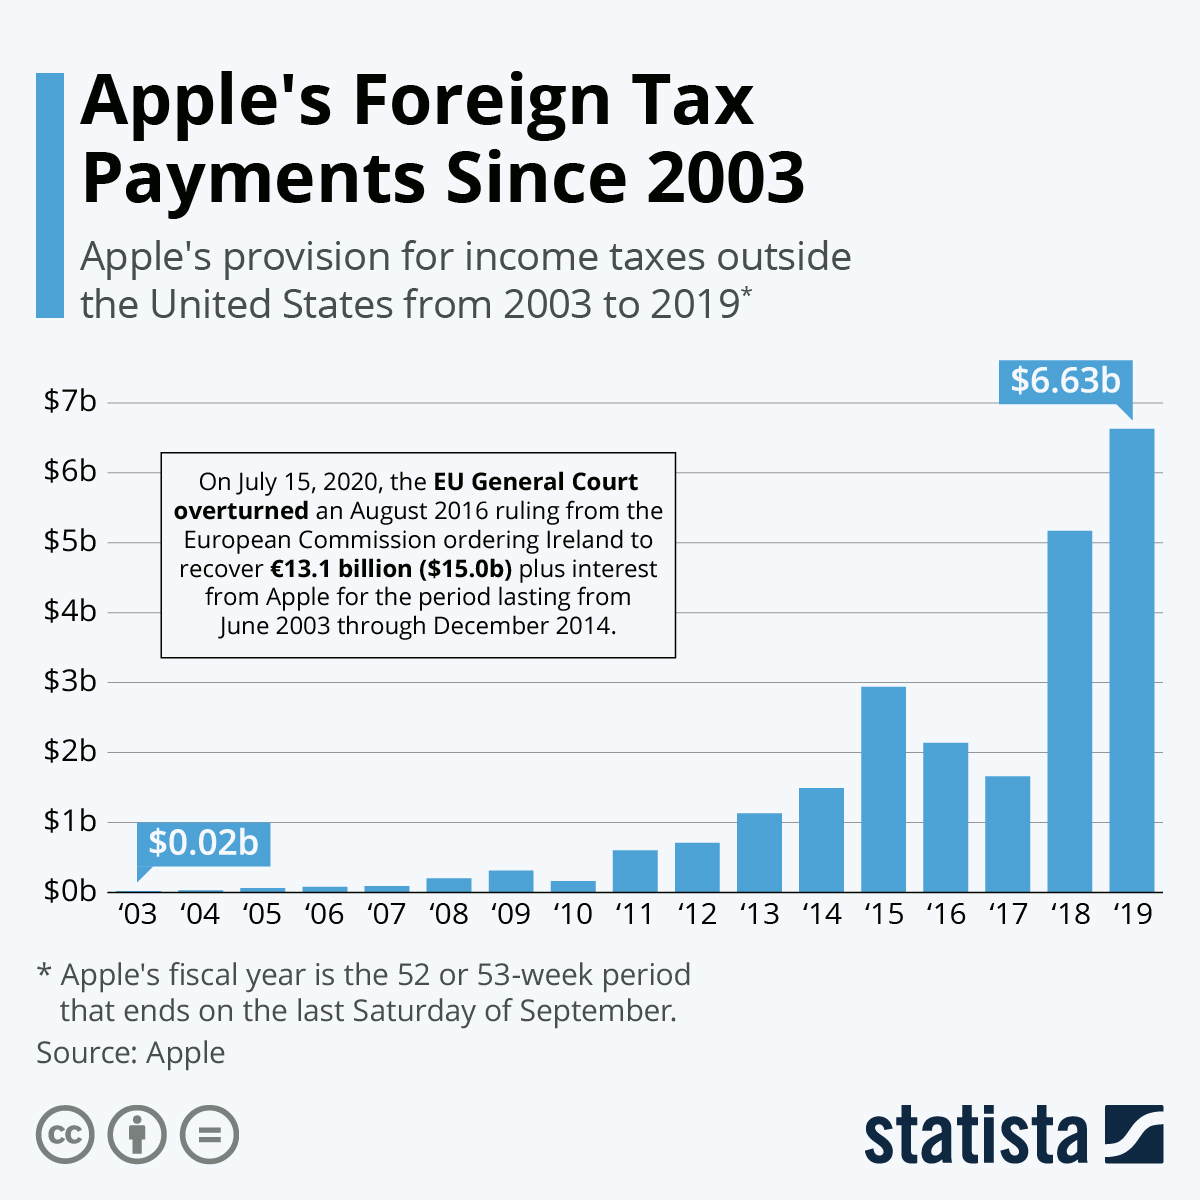 Apple's Foreign Tax
Payments Since 2003
Apple's provision for income taxes outside
the United States from 2003 to 2019*
$7b
$6b
$5b
$4b
$3b
$2b
$1b
$0b
$6.63b
On July 15, 2020, the EU General Court
overturned an August 2016 ruling from the
European Commission ordering Ireland to
recover €13.1 billion ($15.0b) plus interest
from Apple for the period lasting from
June 2003 through December 2014.
$0.02b
‘03 ‘04 ‘05 ‘06 ‘07 ‘08 ‘09 ‘10 ‘11 ‘12 ‘13 ‘14 ‘15 ‘16 ‘17 ‘18 ‘19
* Apple's fiscal year is the 52 or 53-week period
that ends on the last Saturday of September.
Source: Apple
cc
statista